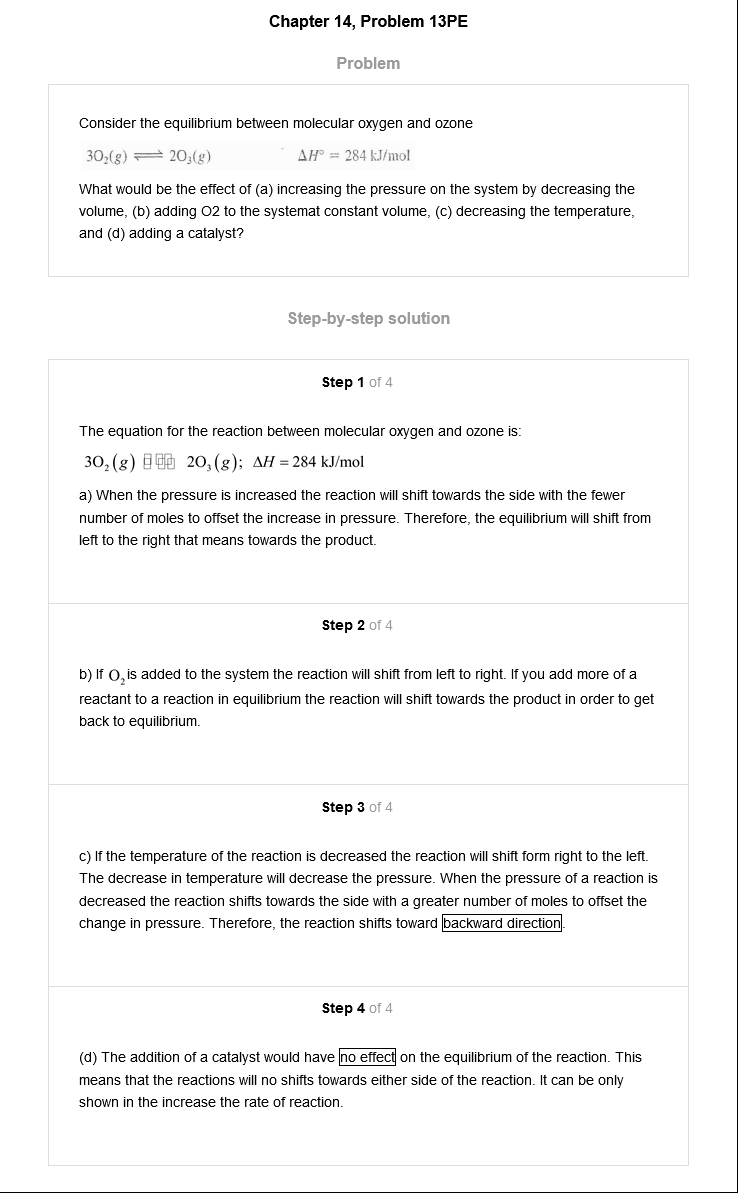 Chapter 14, Problem 13PE
Problem
Consider the equilibrium between molecular oxygen and ozone
3O₂(g) ⇌ 2O₃(g) ΔH° = 284 kJ/mol
What would be the effect of (a) increasing the pressure on the system by decreasing the
volume, (b) adding O2 to the systemat constant volume, (c) decreasing the temperature,
and (d) adding a catalyst?
Step-by-step solution
Step 1 of 4
The equation for the reaction between molecular oxygen and ozone is:
3O₂(g) 2O₃(g); ΔH = 284 kJ/mol
a) When the pressure is increased the reaction will shift towards the side with the fewer
number of moles to offset the increase in pressure. Therefore, the equilibrium will shift from
left to the right that means towards the product.
Step 2 of 4
b) If O₂ is added to the system the reaction will shift from left to right. If you add more of a
reactant to a reaction in equilibrium the reaction will shift towards the product in order to get
back to equilibrium.
Step 3 of 4
c) If the temperature of the reaction is decreased the reaction will shift form right to the left.
The decrease in temperature will decrease the pressure. When the pressure of a reaction is
decreased the reaction shifts towards the side with a greater number of moles to offset the
change in pressure. Therefore, the reaction shifts toward backward direction.
Step 4 of 4
(d) The addition of a catalyst would have no effect on the equilibrium of the reaction. This
means that the reactions will no shifts towards either side of the reaction. It can be only
shown in the increase the rate of reaction.